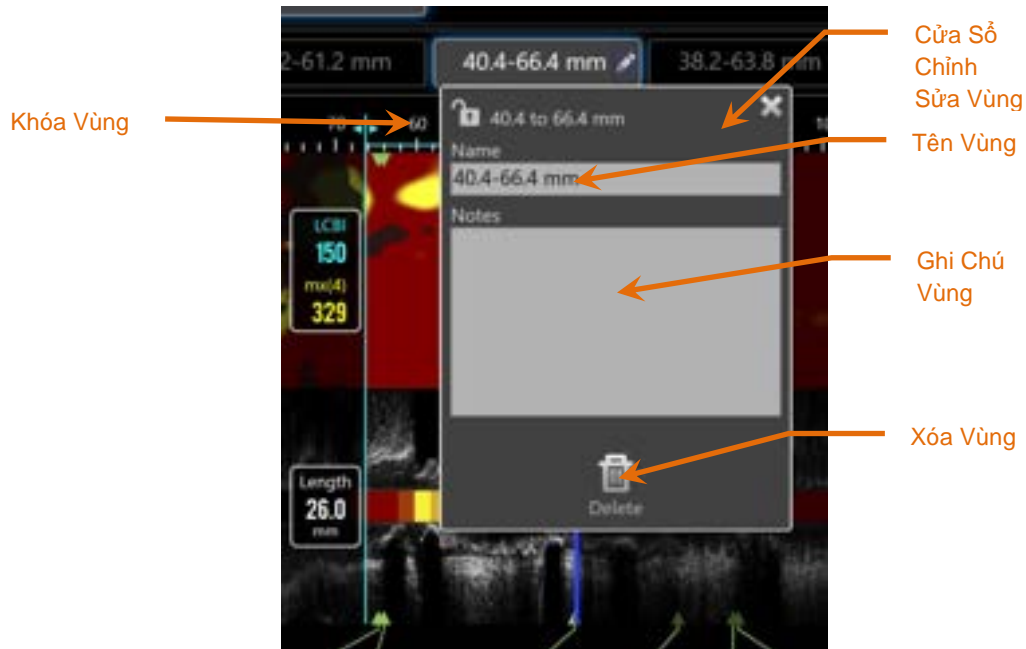 2-61.2 mm
40.4-66.4 mm
38.2-63.8 mm
Cửa Sổ
Chỉnh
Sửa Vùng
Khóa Vùng
70
60
40.4 to 66.4 mm
Name
40.4-66.4 mm
Tên Vùng
Notes
LCBI
150
mx(4)
329
Ghi Chú
Vùng
Xóa Vùng
Length
26.0
mm
Delete